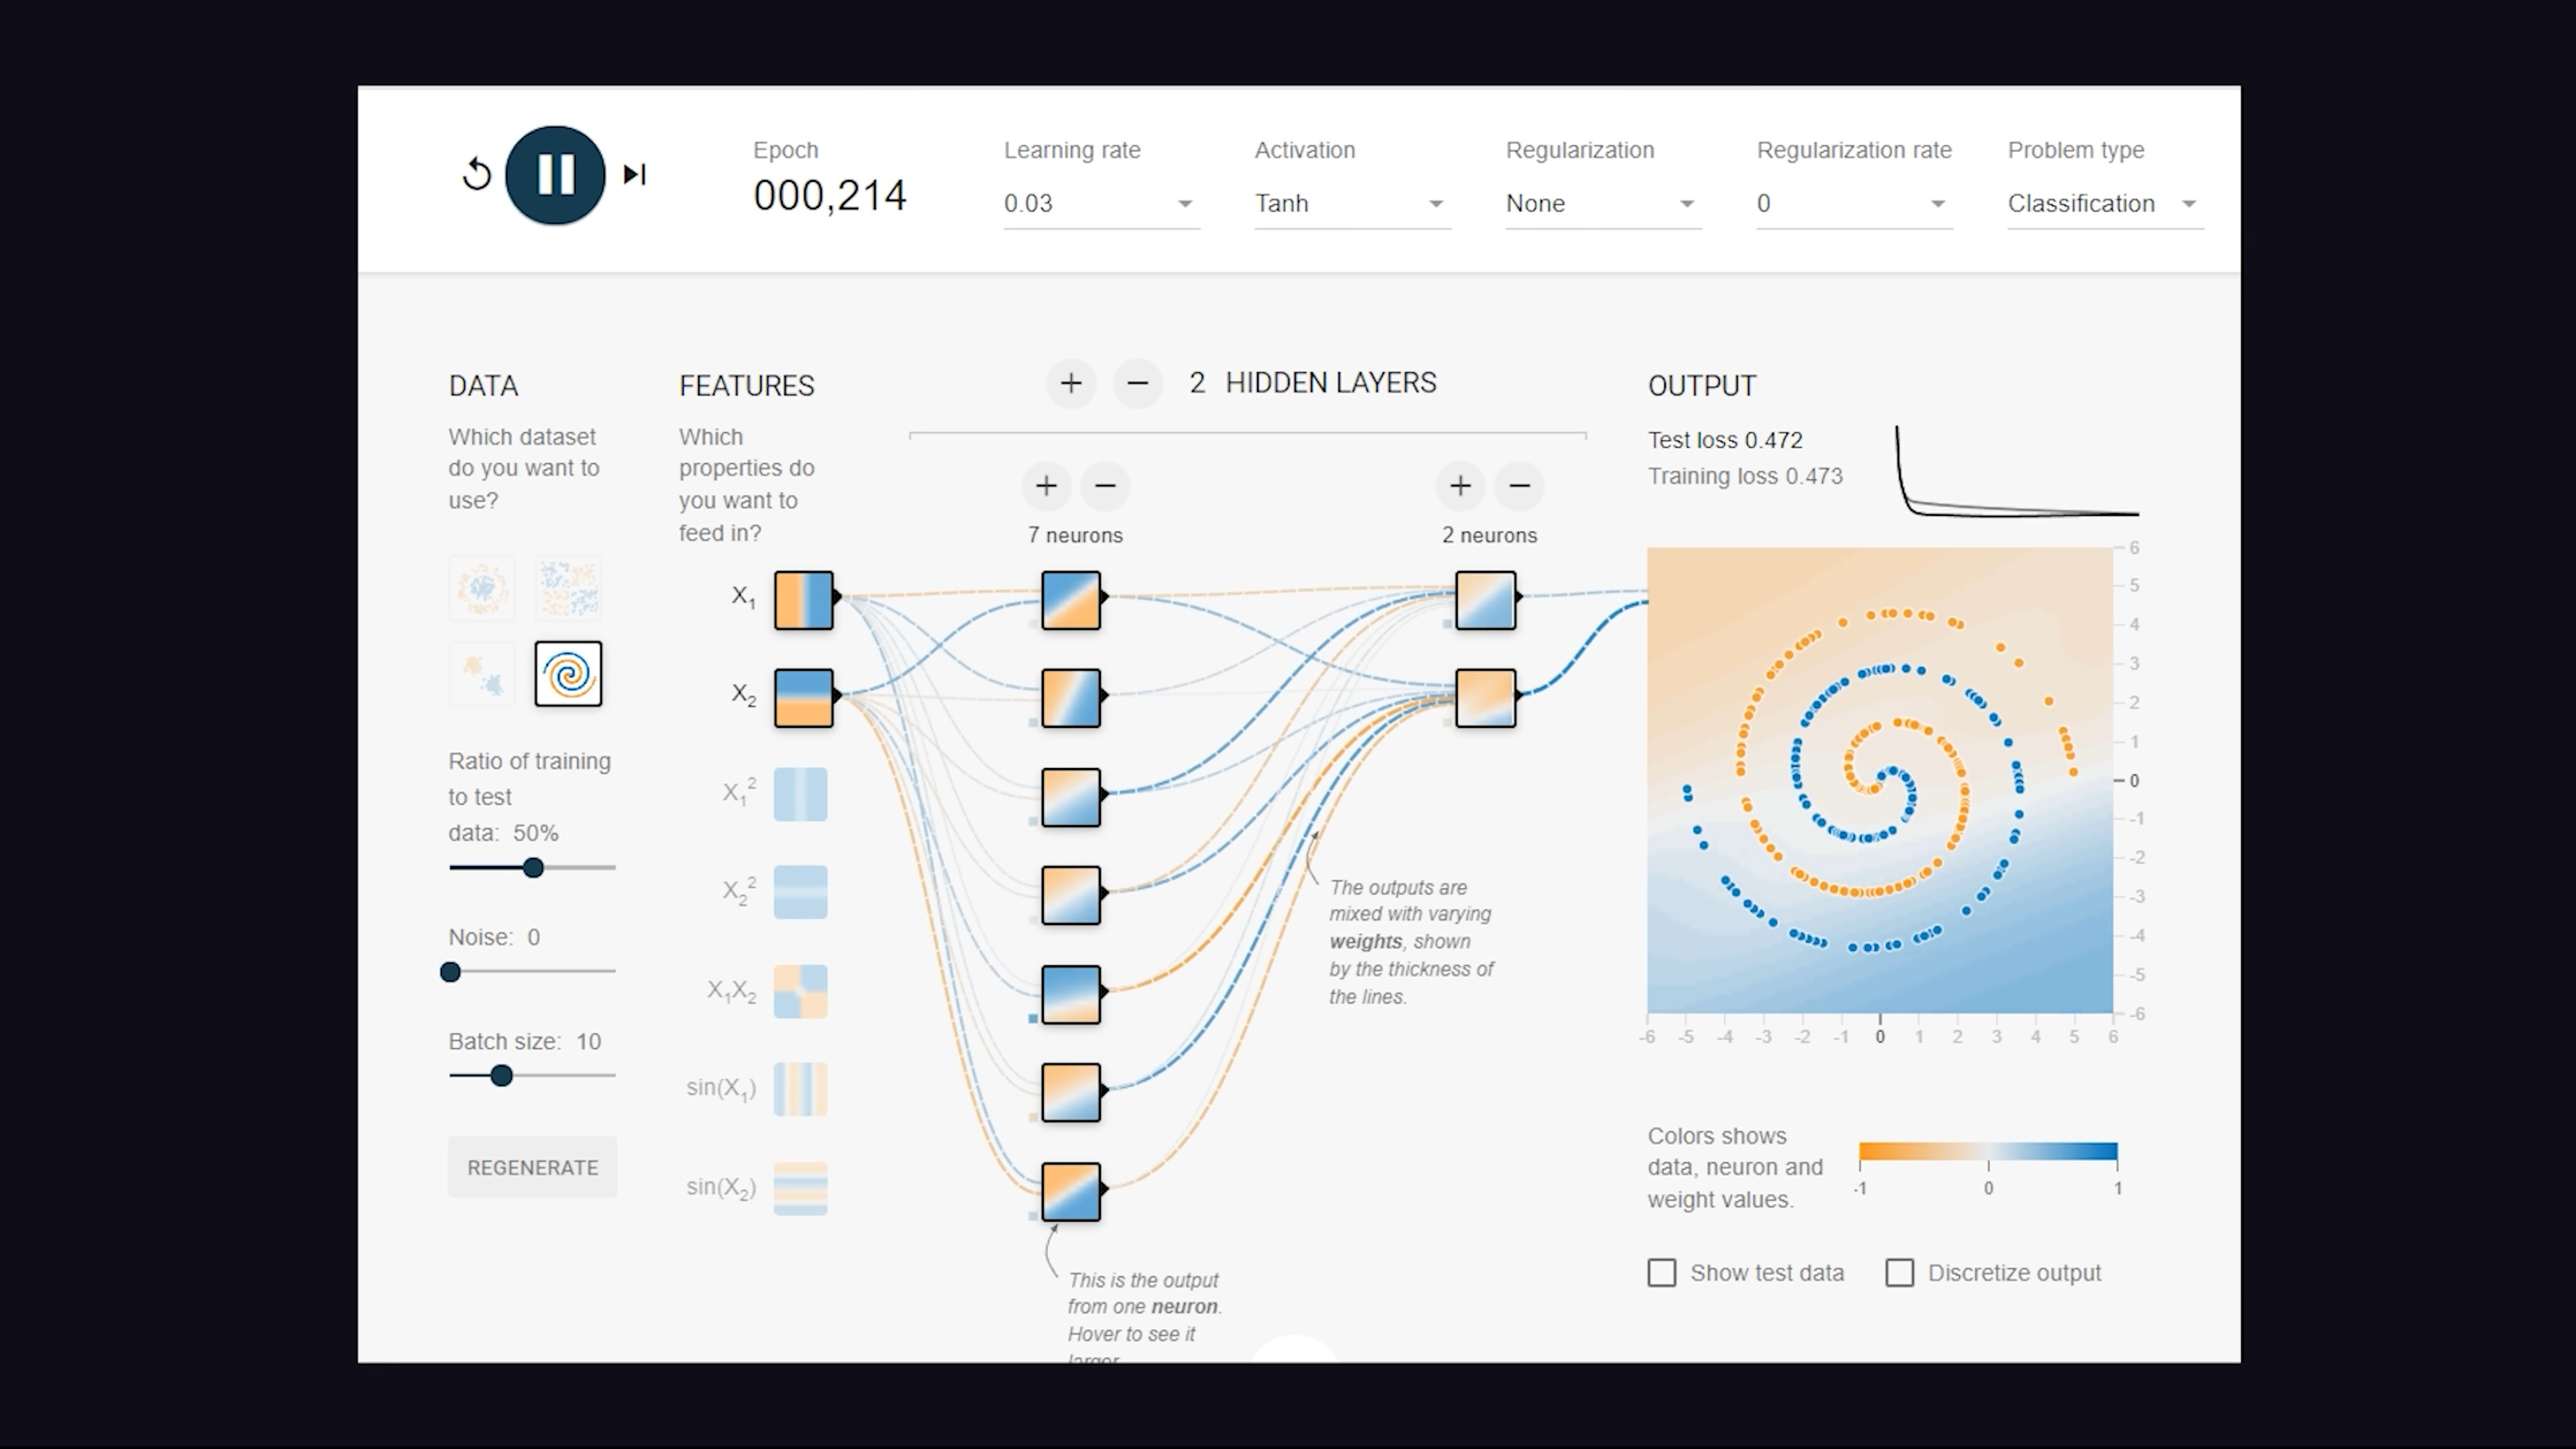 Epoch
000,214
Learning rate
0.03
Activation
Tanh
Regularization
None
Regularization rate
0
Problem type
Classification
DATA
Which dataset
do you want to
use?
Ratio of training
to test
data: 50%
Noise: 0
Batch size: 10
REGENERATE
FEATURES
Which
properties do
you want to
feed in?
X1
X2
X1²
X2²
X1X2
sin(X1)
sin(X2)
+ − 2 HIDDEN LAYERS
+ −
7 neurons
+ −
2 neurons
The outputs are
mixed with varying
weights, shown
by the thickness of
the lines.
This is the output
from one neuron.
Hover to see it
larger.
OUTPUT
Test loss 0.472
Training loss 0.473
6
5
4
3
2
1
0
-1
-2
-3
-4
-5
-6
-6 -5 -4 -3 -2 -1 0 1 2 3 4 5 6
Colors shows
data, neuron and
weight values.
-1 0 1
Show test data
Discretize output